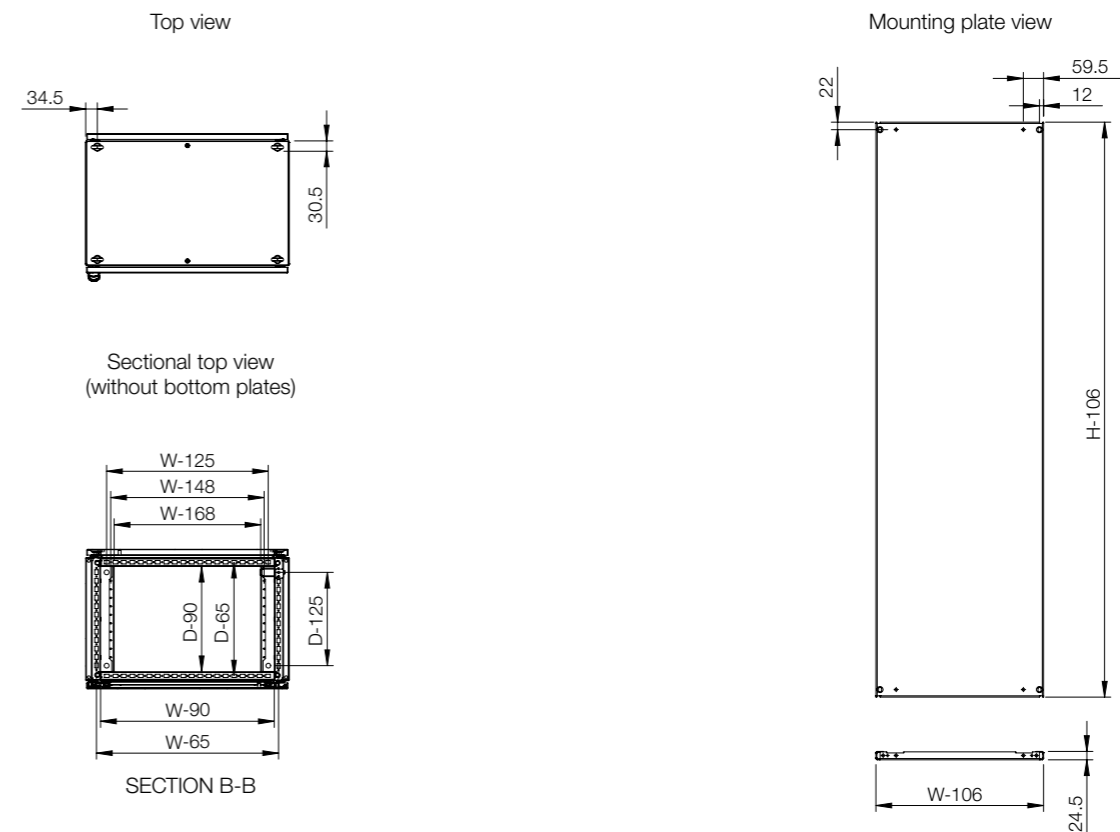 Top view
34.5
30.5
Sectional top view
(without bottom plates)
W-125
W-148
W-168
D-90
D-65
D-125
W-90
W-65
SECTION B-B
Mounting plate view
59.5
22
12
H-106
W-106
24.5